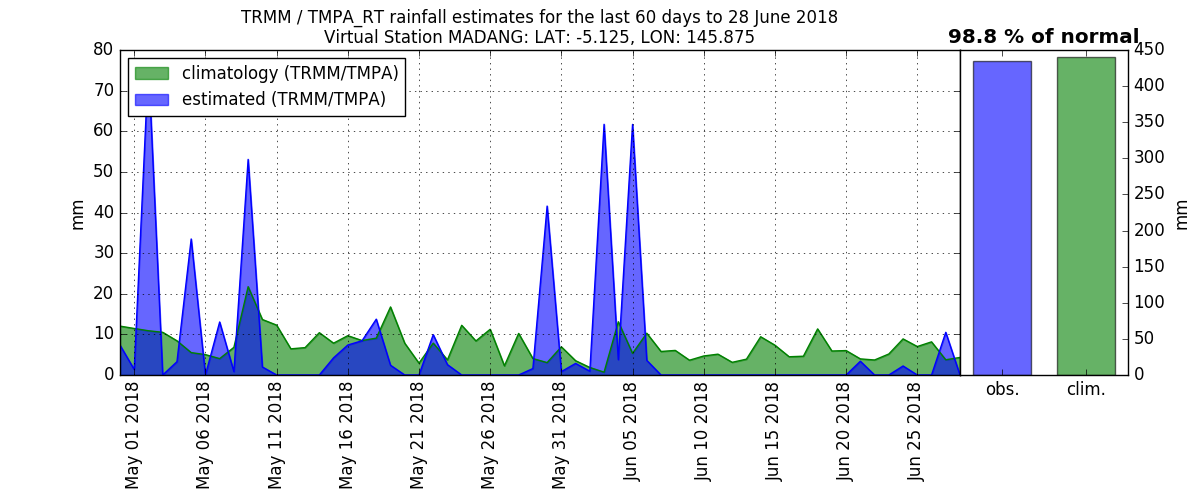 TRMM / TMPA_RT rainfall estimates for the last 60 days to 28 June 2018
Virtual Station MADANG: LAT: -5.125, LON: 145.875
98.8 % of normal
climatology (TRMM/TMPA)
estimated (TRMM/TMPA)
mm
80
70
60
50
40
30
20
10
0
May 01 2018
May 06 2018
May 11 2018
May 16 2018
May 21 2018
May 26 2018
May 31 2018
Jun 05 2018
Jun 10 2018
Jun 15 2018
Jun 20 2018
Jun 25 2018
obs.
clim.
450
400
350
300
250
200
150
100
50
0
mm